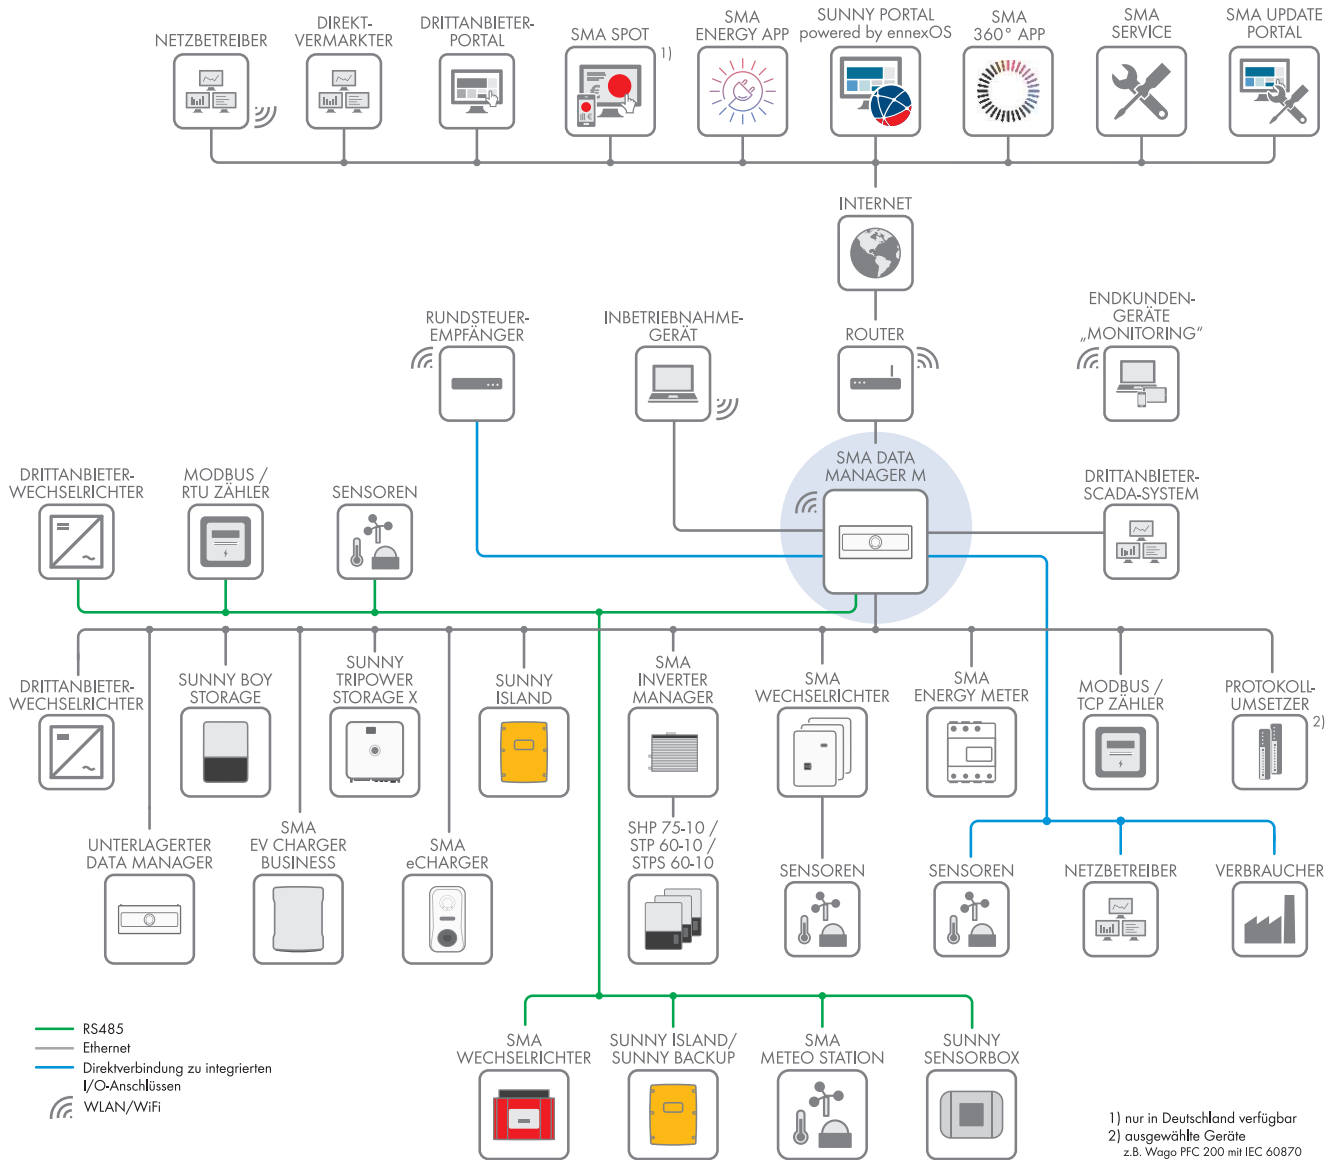 NETZBETREIBER
DIREKT-
VERMARKTER
DRITTANBIETER-
PORTAL
SMA SPOT
1)
SMA
ENERGY APP
SUNNY PORTAL
powered by ennexOS
SMA
360° APP
SMA
SERVICE
SMA UPDATE
PORTAL
INTERNET
RUNDSTEUER-
EMPFÄNGER
INBETRIEBNAHME-
GERÄT
ROUTER
ENDKUNDEN-
GERÄTE
„MONITORING“
SMA DATA
MANAGER M
DRITTANBIETER-
WECHSELRICHTER
MODBUS /
RTU ZÄHLER
SENSOREN
DRITTANBIETER-
SCADA-SYSTEM
DRITTANBIETER-
WECHSELRICHTER
SUNNY BOY
STORAGE
SUNNY
TRIPOWER
STORAGE X
SUNNY
ISLAND
SMA
INVERTER
MANAGER
SMA
WECHSELRICHTER
SMA
ENERGY METER
MODBUS /
TCP ZÄHLER
PROTOKOLL-
UMSETZER
2)
UNTERLAGERTER
DATA MANAGER
SMA
EV CHARGER
BUSINESS
SMA
eCHARGER
SHP 75-10 /
STP 60-10 /
STPS 60-10
SENSOREN
SENSOREN
NETZBETREIBER
VERBRAUCHER
RS485
Ethernet
Direktverbindung zu integrierten
I/O-Anschlüssen
WLAN/WiFi
SMA
WECHSELRICHTER
SUNNY ISLAND/
SUNNY BACKUP
SMA
METEO STATION
SUNNY
SENSORBOX
1) nur in Deutschland verfügbar
2) ausgewählte Geräte
z.B. Wago PFC 200 mit IEC 60870